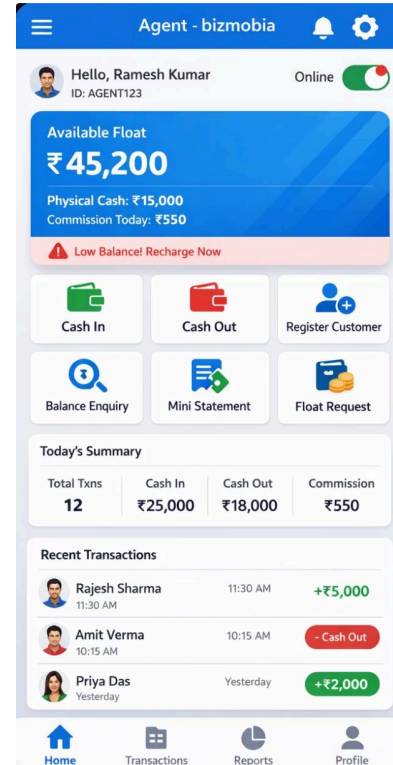 Agent - bizmobia
Hello, Ramesh Kumar
ID: AGENT123
Online
Available Float
₹45,200
Physical Cash: ₹15,000
Commission Today: ₹550
Low Balance! Recharge Now
Cash In
Cash Out
Register Customer
Balance Enquiry
Mini Statement
Float Request
Today's Summary
Total Txns
Cash In
Cash Out
Commission
12
₹25,000
₹18,000
₹550
Recent Transactions
Rajesh Sharma
11:30 AM
11:30 AM
+₹5,000
Amit Verma
10:15 AM
10:15 AM
- Cash Out
Priya Das
Yesterday
Yesterday
+₹2,000
Home
Transactions
Reports
Profile